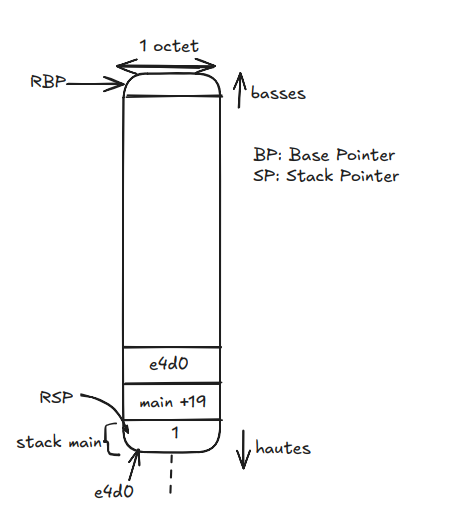 1 octet
RBP
basses
BP: Base Pointer
SP: Stack Pointer
e4d0
RSP
main +19
1
stack main
hautes
e4d0